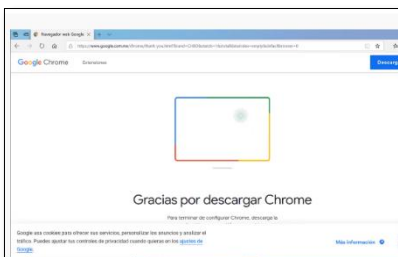 Navegador web Google
Google Chrome
Extensiones
Descarg
Gracias por descargar Chrome
Para terminar de configurar Chrome, descarga la
Google usa cookies para ofrecer sus servicios, personalizar los anuncios y analizar el
tráfico. Puedes ajustar tus controles de privacidad cuando quieras en los ajustes de
Google.
Más información